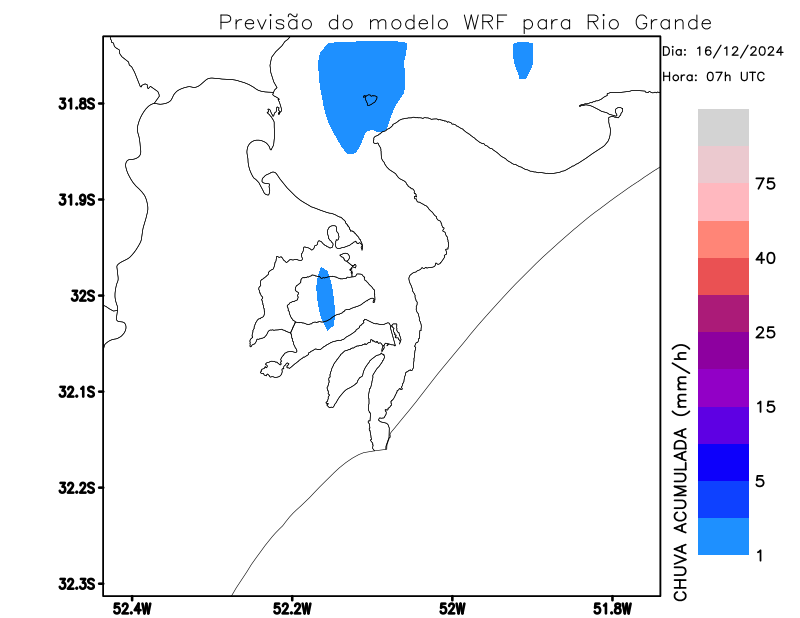 Previsão do modelo WRF para Rio Grande
Dia: 16/12/2024
Hora: 07h UTC
31.8S
31.9S
32S
32.1S
32.2S
32.3S
52.4W
52.2W
52W
51.8W
75
40
25
15
5
1
CHUVA ACUMULADA (mm/h)